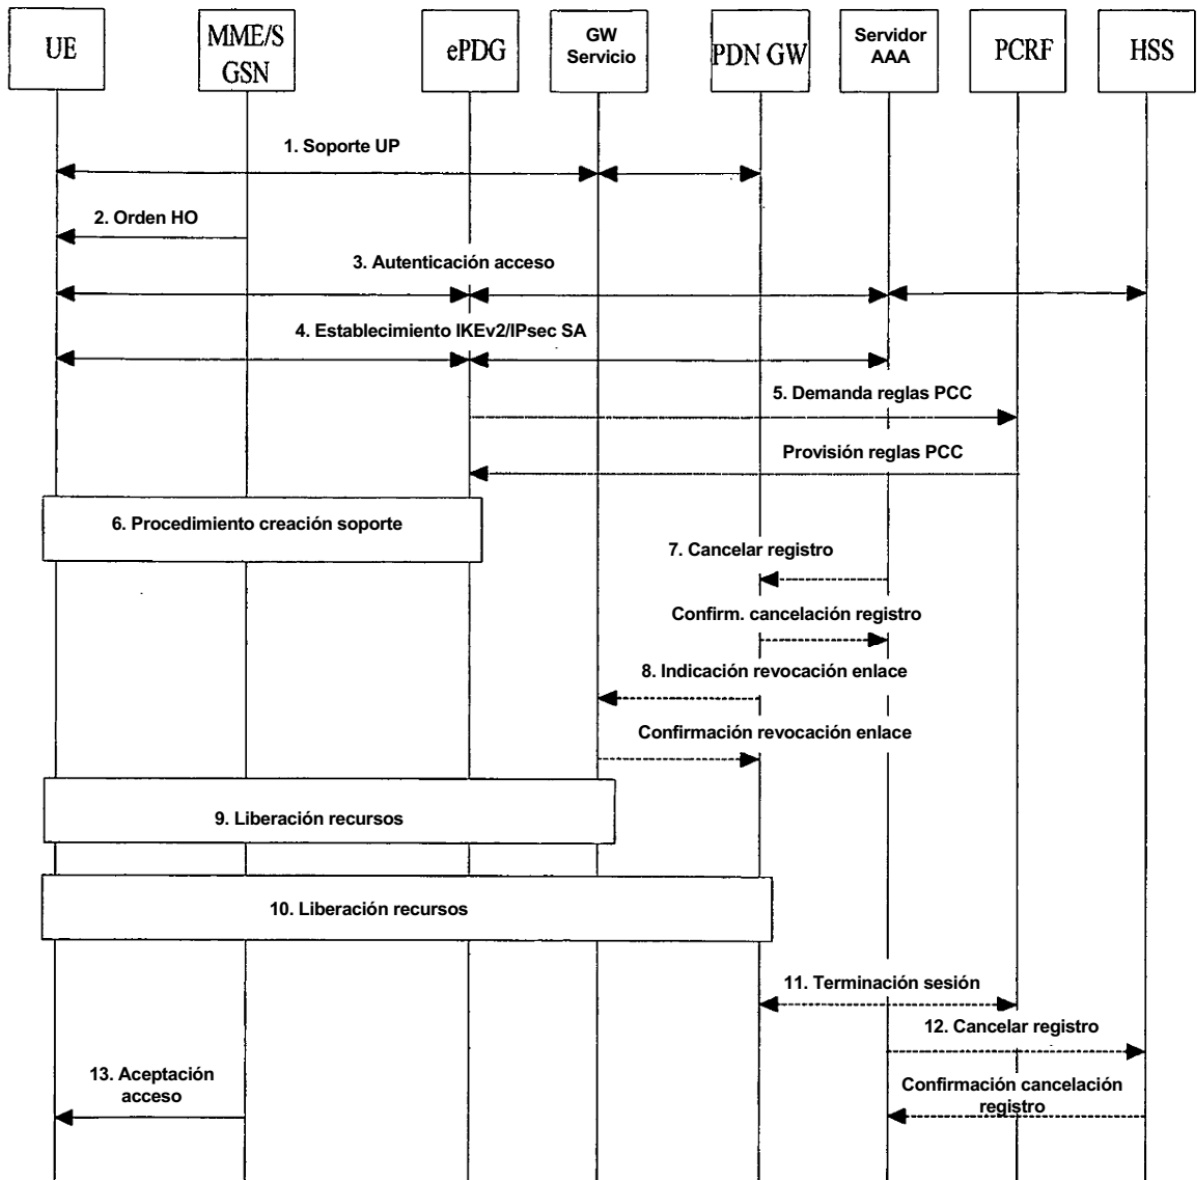 UE
MME/S
GSN
ePDG
GW
Servicio
PDN GW
Servidor
AAA
PCRF
HSS
1. Soporte UP
2. Orden HO
3. Autenticación acceso
4. Establecimiento IKEv2/IPsec SA
5. Demanda reglas PCC
Provisión reglas PCC
6. Procedimiento creación soporte
7. Cancelar registro
Confirm. cancelación registro
8. Indicación revocación enlace
Confirmación revocación enlace
9. Liberación recursos
10. Liberación recursos
11. Terminación sesión
12. Cancelar registro
13. Aceptación
acceso
Confirmación cancelación
registro